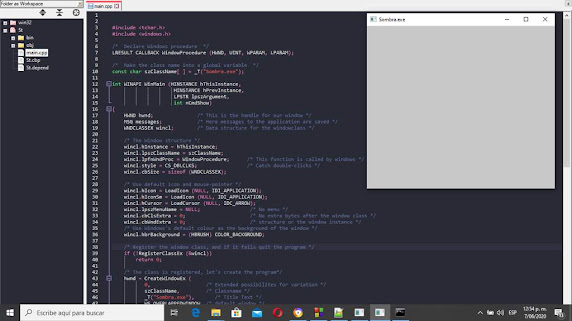 Folder as Workspace
win32
St
bin
obj
main.cpp
St.cbp
St.depend
main.cpp
Sombra.exe
1
2
3 #include <tchar.h>
4 #include <windows.h>
5
6 /* Declare Windows procedure */
7 LRESULT CALLBACK WindowProcedure (HWND, UINT, WPARAM, LPARAM);
8
9 /* Make the class name into a global variable */
10 const char szClassName[ ] = _T("Sombra.exe");
11
12 int WINAPI WinMain (HINSTANCE hThisInstance,
13 HINSTANCE hPrevInstance,
14 LPSTR lpszArgument,
15 int nCmdShow)
16 {
17 HWND hwnd; /* This is the handle for our window */
18 MSG messages; /* Here messages to the application are saved */
19 WNDCLASSEX wincl; /* Data structure for the windowclass */
20
21 /* The Window structure */
22 wincl.hInstance = hThisInstance;
23 wincl.lpszClassName = szClassName;
24 wincl.lpfnWndProc = WindowProcedure; /* This function is called by windows */
25 wincl.style = CS_DBLCLKS; /* Catch double-clicks */
26 wincl.cbSize = sizeof (WNDCLASSEX);
27
28 /* Use default icon and mouse-pointer */
29 wincl.hIcon = LoadIcon (NULL, IDI_APPLICATION);
30 wincl.hIconSm = LoadIcon (NULL, IDI_APPLICATION);
31 wincl.hCursor = LoadCursor (NULL, IDC_ARROW);
32 wincl.lpszMenuName = NULL; /* No menu */
33 wincl.cbClsExtra = 0; /* No extra bytes after the window class */
34 wincl.cbWndExtra = 0; /* structure or the window instance */
35 /* Use Windows's default colour as the background of the window */
36 wincl.hbrBackground = (HBRUSH) COLOR_BACKGROUND;
37
38 /* Register the window class, and if it fails quit the program */
39 if (!RegisterClassEx (&wincl))
40 return 0;
41
42 /* The class is registered, let's create the program*/
43 hwnd = CreateWindowEx (
44 0, /* Extended possibilites for variation */
45 szClassName, /* Classname */
46 _T("Sombra.exe"), /* Title Text */
47 WS_OVERLAPPEDWINDOW, /* default window */
Escribe aquí para buscar
ESP
12:54 p. m.
7/06/2020